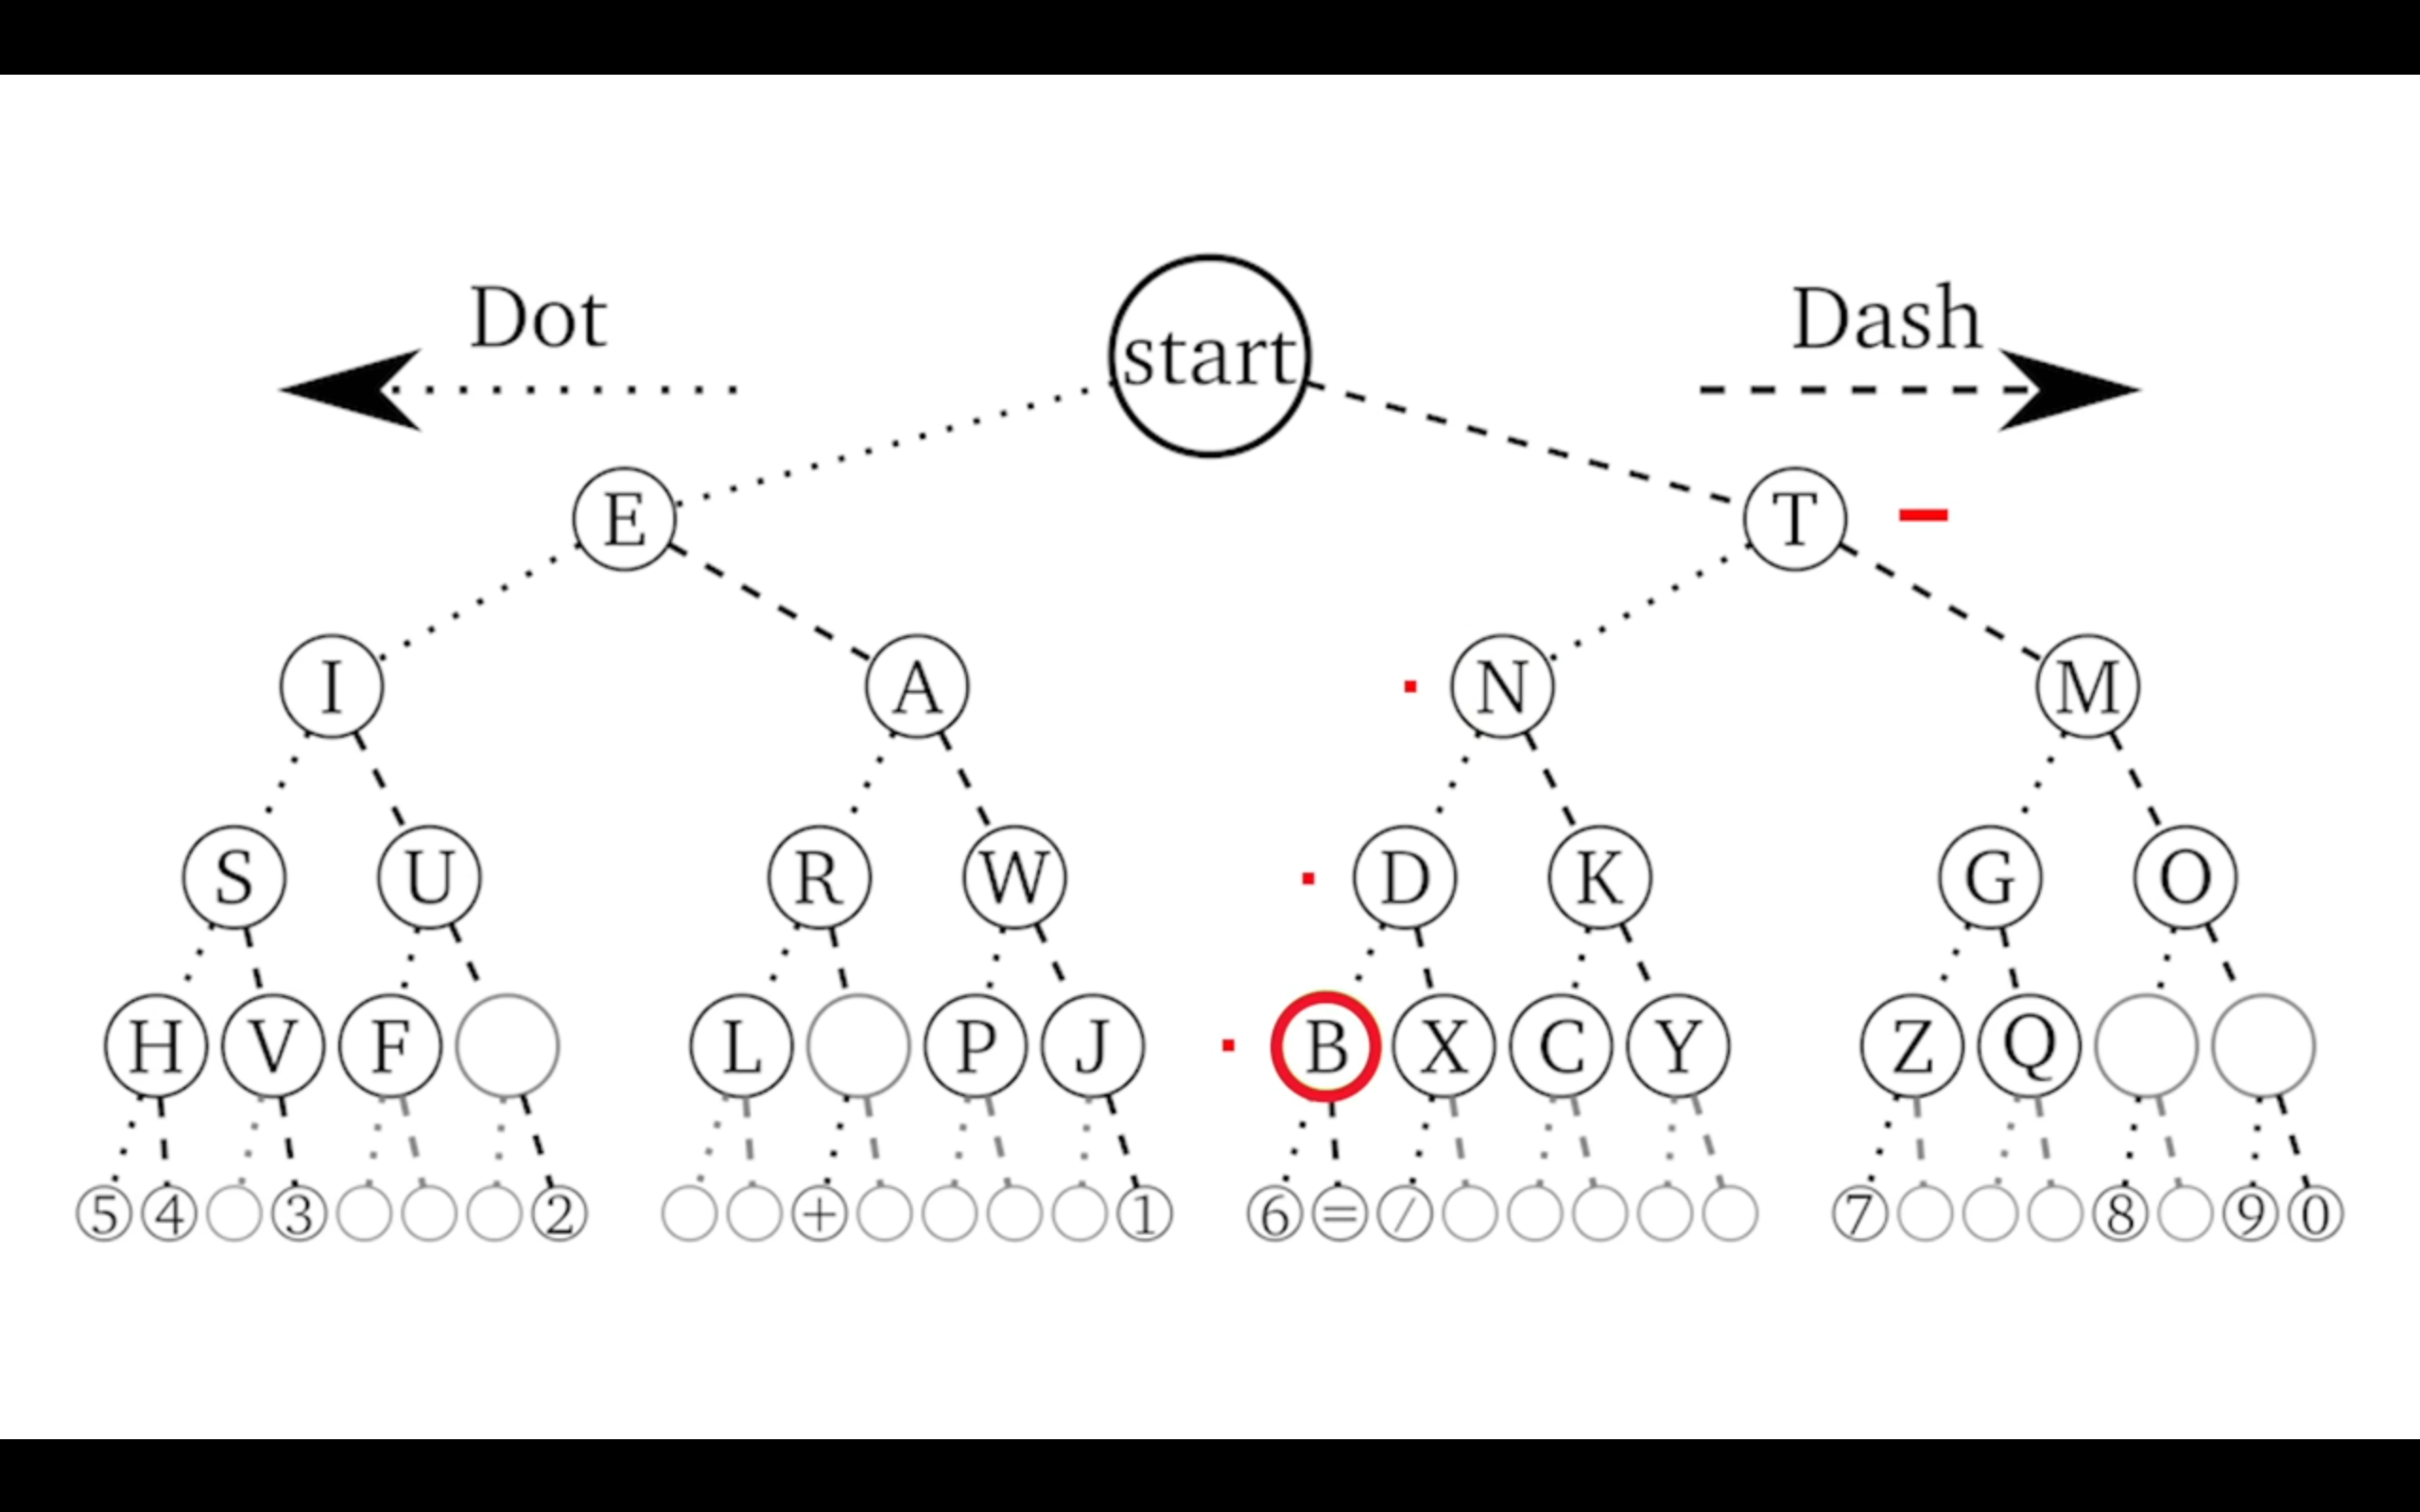 Dot start Dash
E T
I A N M
S U R W D K G O
H V F L P J B X C Y Z Q
5 4 3 2 + 1 6 = / 7 8 9 0